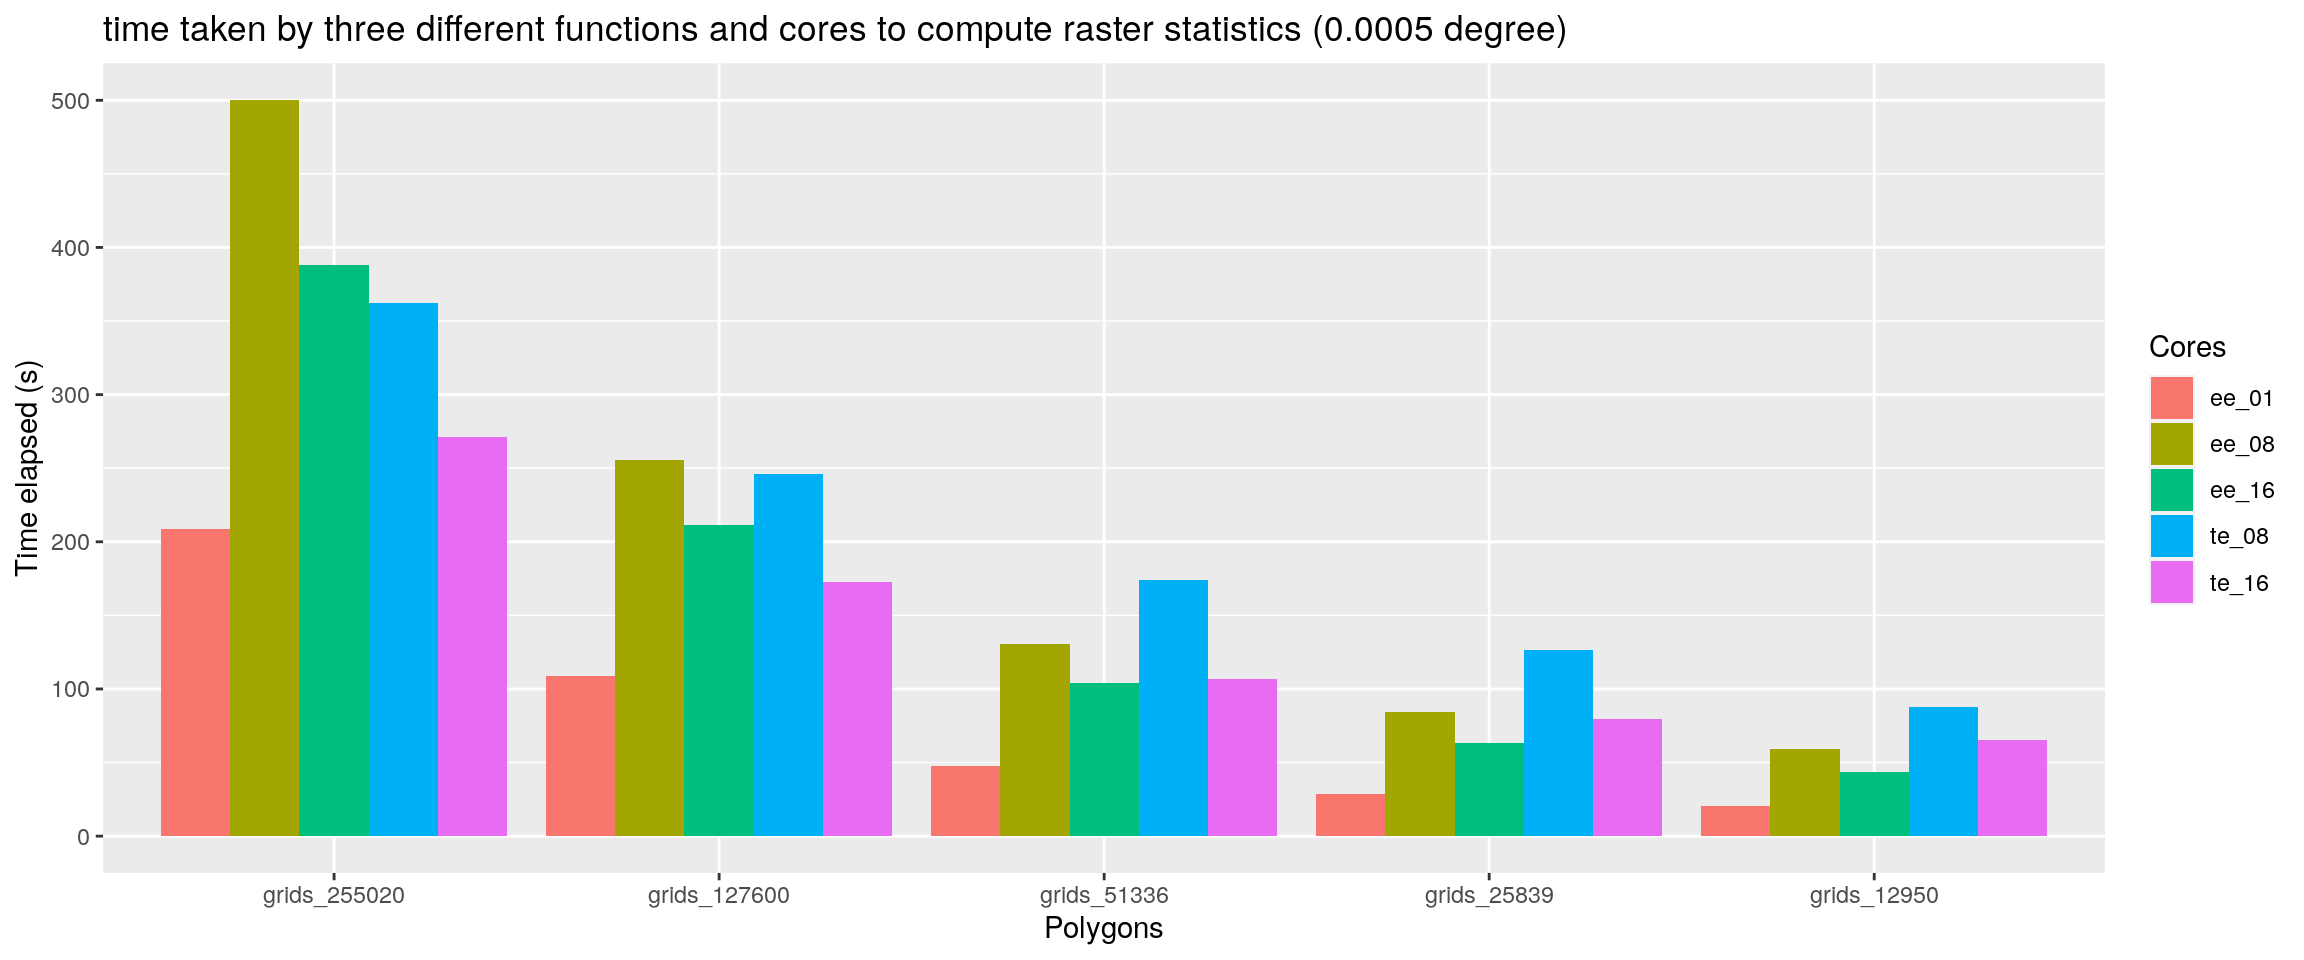 time taken by three different functions and cores to compute raster statistics (0.0005 degree)
500
400
300
200
100
0
Time elapsed (s)
grids_255020
grids_127600
grids_51336
grids_25839
grids_12950
Polygons
Cores
ee_01
ee_08
ee_16
te_08
te_16